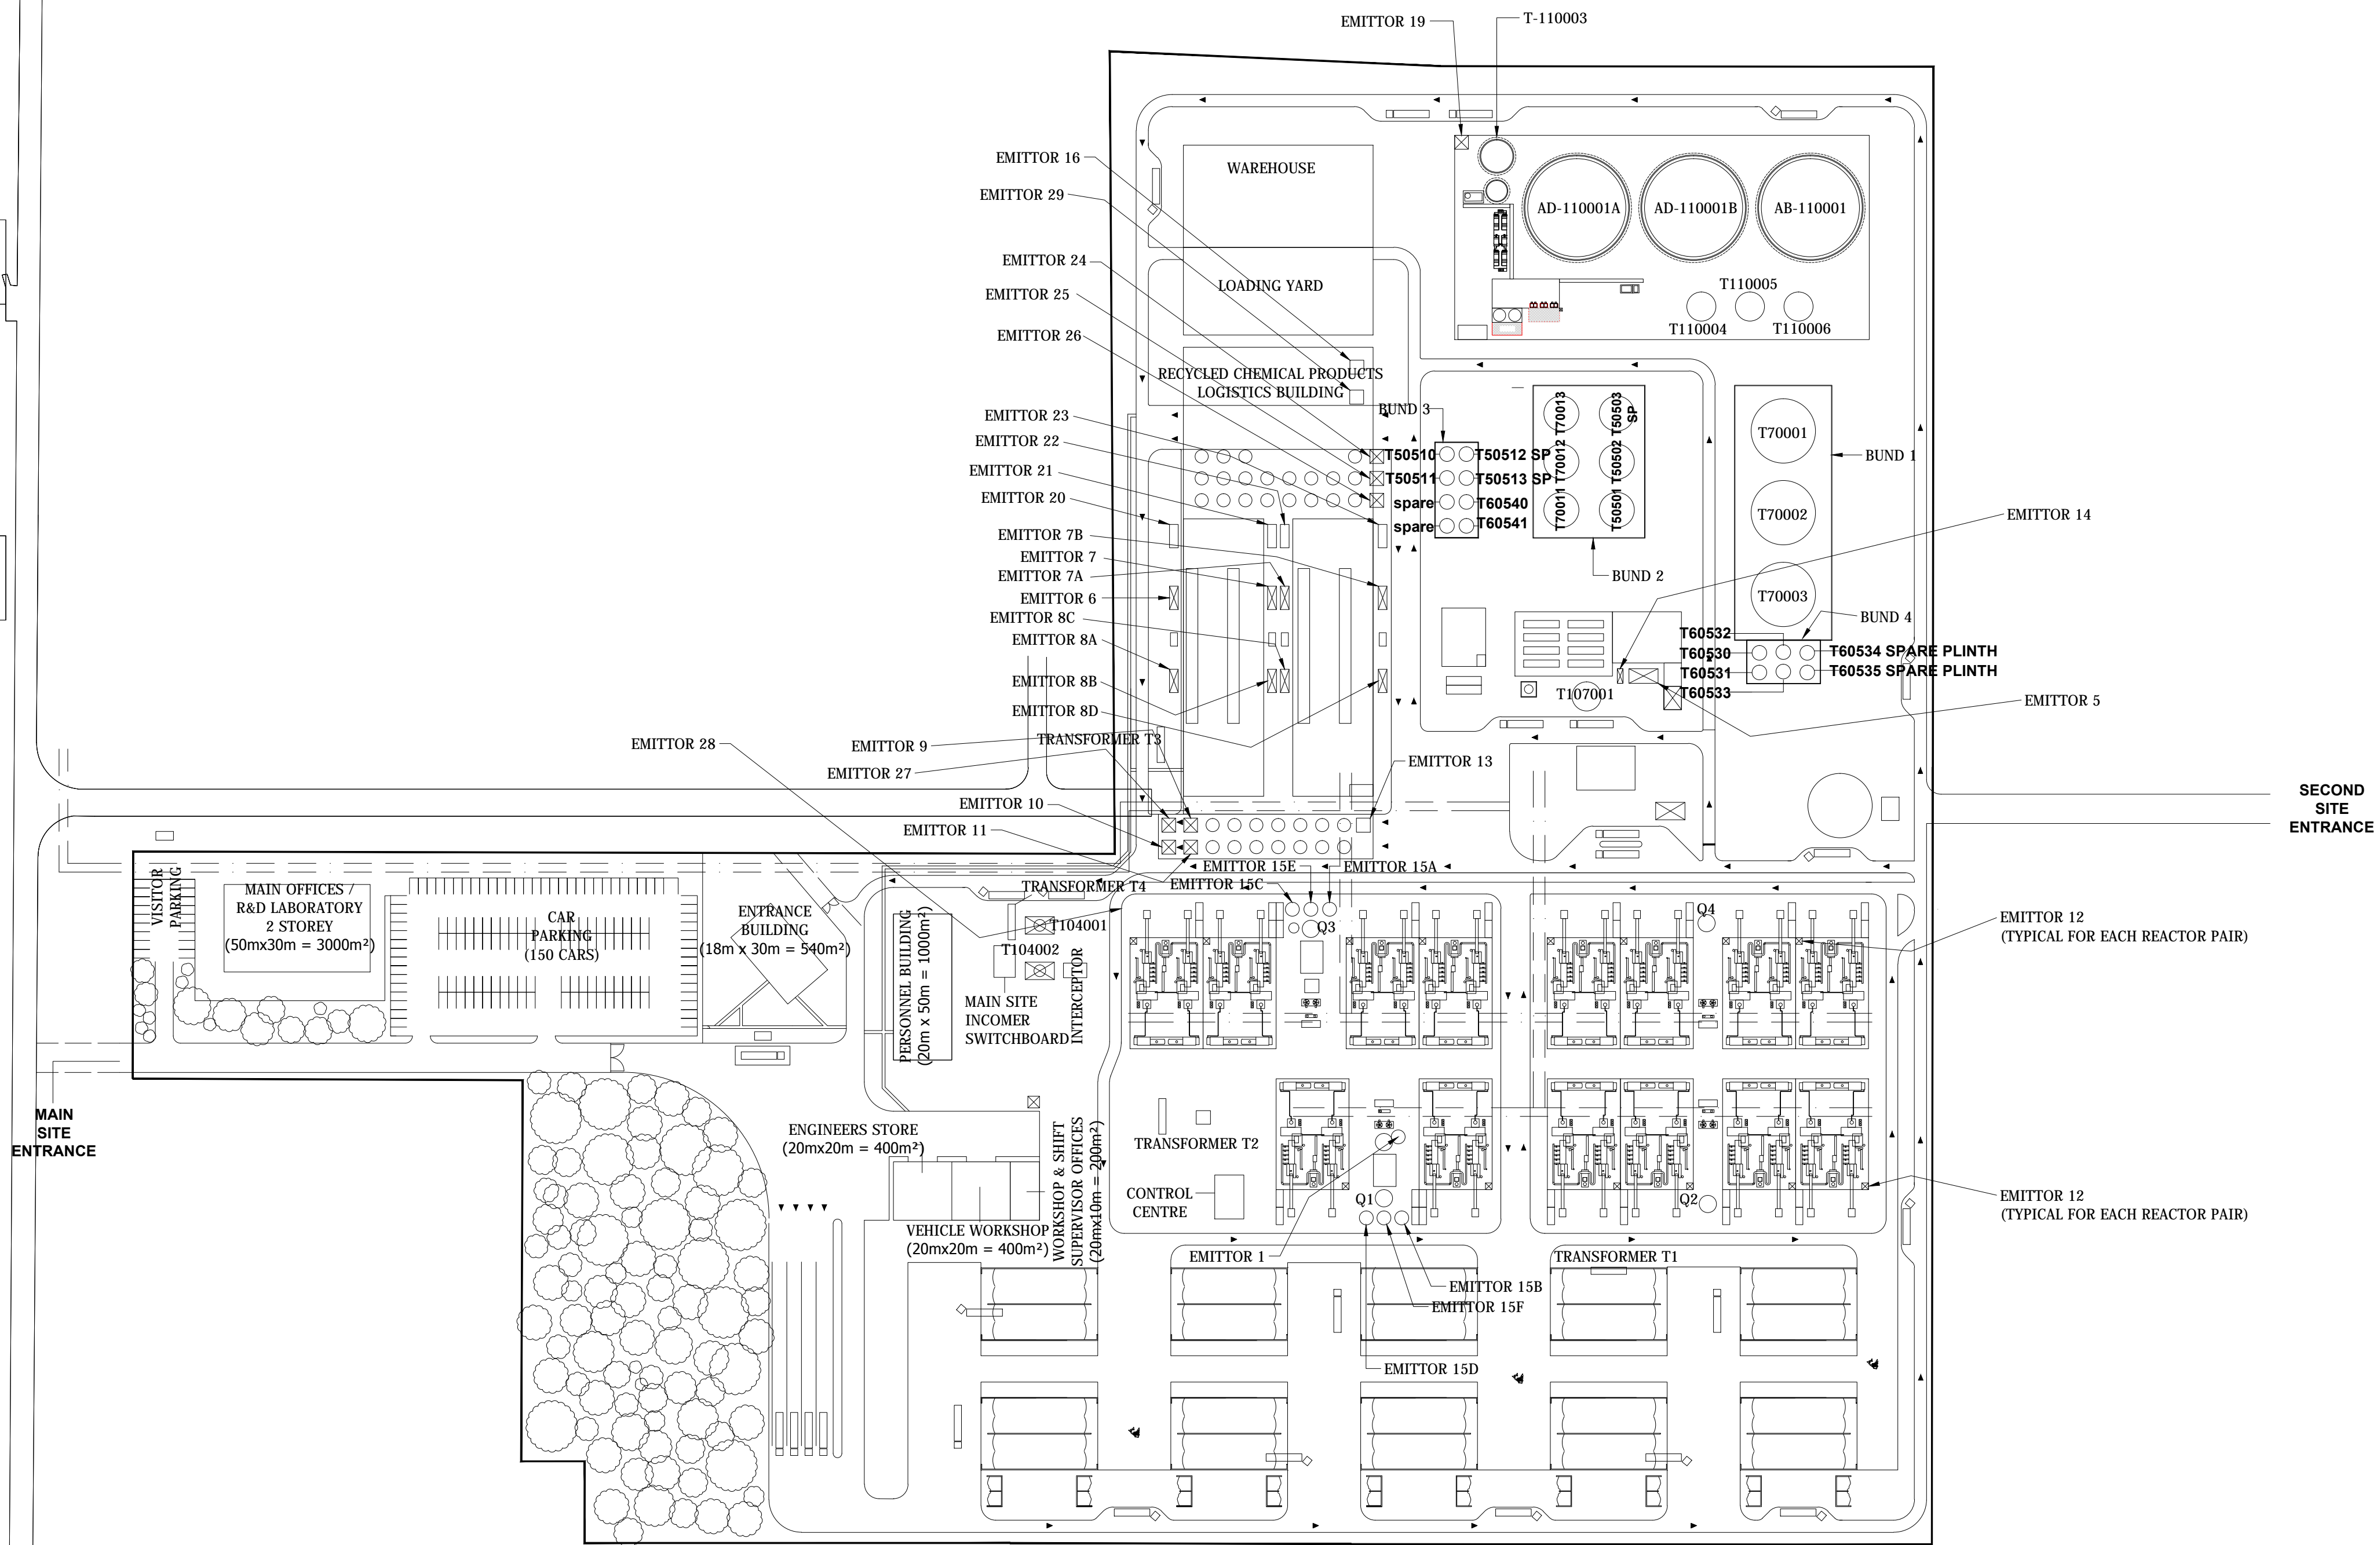 EMITTOR 19
T-110003
EMITTOR 16
EMITTOR 29
EMITTOR 24
EMITTOR 25
EMITTOR 26
EMITTOR 23
EMITTOR 22
EMITTOR 21
EMITTOR 20
EMITTOR 7B
EMITTOR 7
EMITTOR 7A
EMITTOR 6
EMITTOR 8C
EMITTOR 8A
EMITTOR 8B
EMITTOR 8D
EMITTOR 9
TRANSFORMER T3
EMITTOR 28
EMITTOR 27
EMITTOR 10
EMITTOR 11
EMITTOR 13
WAREHOUSE
LOADING YARD
RECYCLED CHEMICAL PRODUCTS
LOGISTICS BUILDING
AD-110001A
AD-110001B
AB-110001
T110005
T110004
T110006
BUND 3
T50510
T50512 SP
T50511
T50513 SP
spare
T60540
spare
T60541
T70013
T70012
T70011
T50503
SP
T50502
T50501
BUND 2
T70001
T70002
T70003
BUND 1
BUND 4
EMITTOR 14
T60532
T60530
T60531
T60533
T60534 SPARE PLINTH
T60535 SPARE PLINTH
T107001
EMITTOR 5
SECOND
SITE
ENTRANCE
EMITTOR 15E
EMITTOR 15A
EMITTOR 15C
TRANSFORMER T4
VISITOR
PARKING
MAIN OFFICES /
R&D LABORATORY
2 STOREY
(50mx30m = 3000m²)
CAR
PARKING
(150 CARS)
ENTRANCE
BUILDING
(18m x 30m = 540m²)
PERSONNEL BUILDING
(20m x 50m = 1000m²)
T104001
T104002
MAIN SITE
INCOMER
SWITCHBOARD
INTERCEPTOR
Q3
Q4
EMITTOR 12
(TYPICAL FOR EACH REACTOR PAIR)
MAIN
SITE
ENTRANCE
ENGINEERS STORE
(20mx20m = 400m²)
VEHICLE WORKSHOP
(20mx20m = 400m²)
WORKSHOP & SHIFT
SUPERVISOR OFFICES
(20mx10m = 200m²)
TRANSFORMER T2
CONTROL
CENTRE
Q1
Q2
EMITTOR 12
(TYPICAL FOR EACH REACTOR PAIR)
EMITTOR 1
TRANSFORMER T1
EMITTOR 15B
EMITTOR 15F
EMITTOR 15D